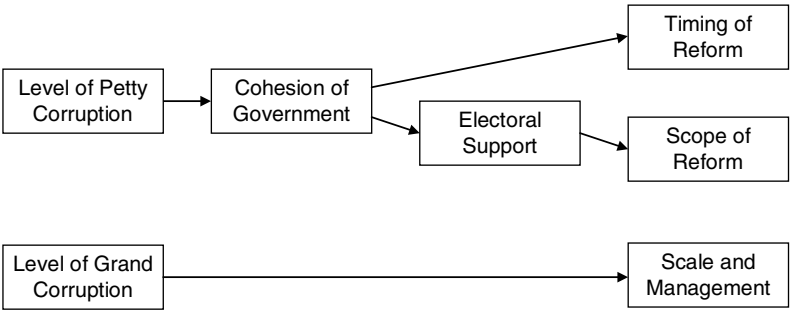 Timing of
Reform
Level of Petty
Corruption
Cohesion of
Government
Electoral
Support
Scope of
Reform
Level of Grand
Corruption
Scale and
Management